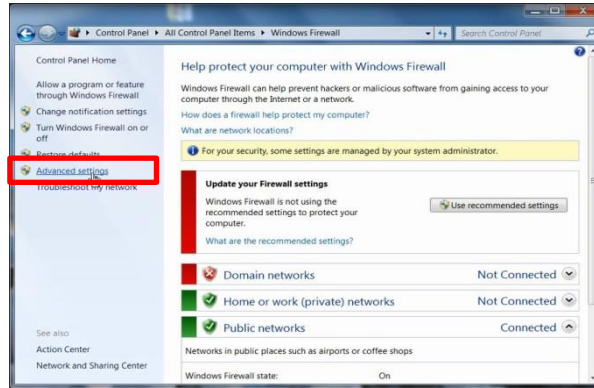 Control Panel ▸ All Control Panel Items ▸ Windows Firewall
Search Control Panel
Control Panel Home
Allow a program or feature
through Windows Firewall
Change notification settings
Turn Windows Firewall on or
off
Restore defaults
Advanced settings
Troubleshoot my network
See also
Action Center
Network and Sharing Center
Help protect your computer with Windows Firewall
Windows Firewall can help prevent hackers or malicious software from gaining access to your
computer through the Internet or a network.
How does a firewall help protect my computer?
What are network locations?
For your security, some settings are managed by your system administrator.
Update your Firewall settings
Windows Firewall is not using the
recommended settings to protect your
computer.
Use recommended settings
What are the recommended settings?
Domain networks Not Connected
Home or work (private) networks Not Connected
Public networks Connected
Networks in public places such as airports or coffee shops
Windows Firewall state: On